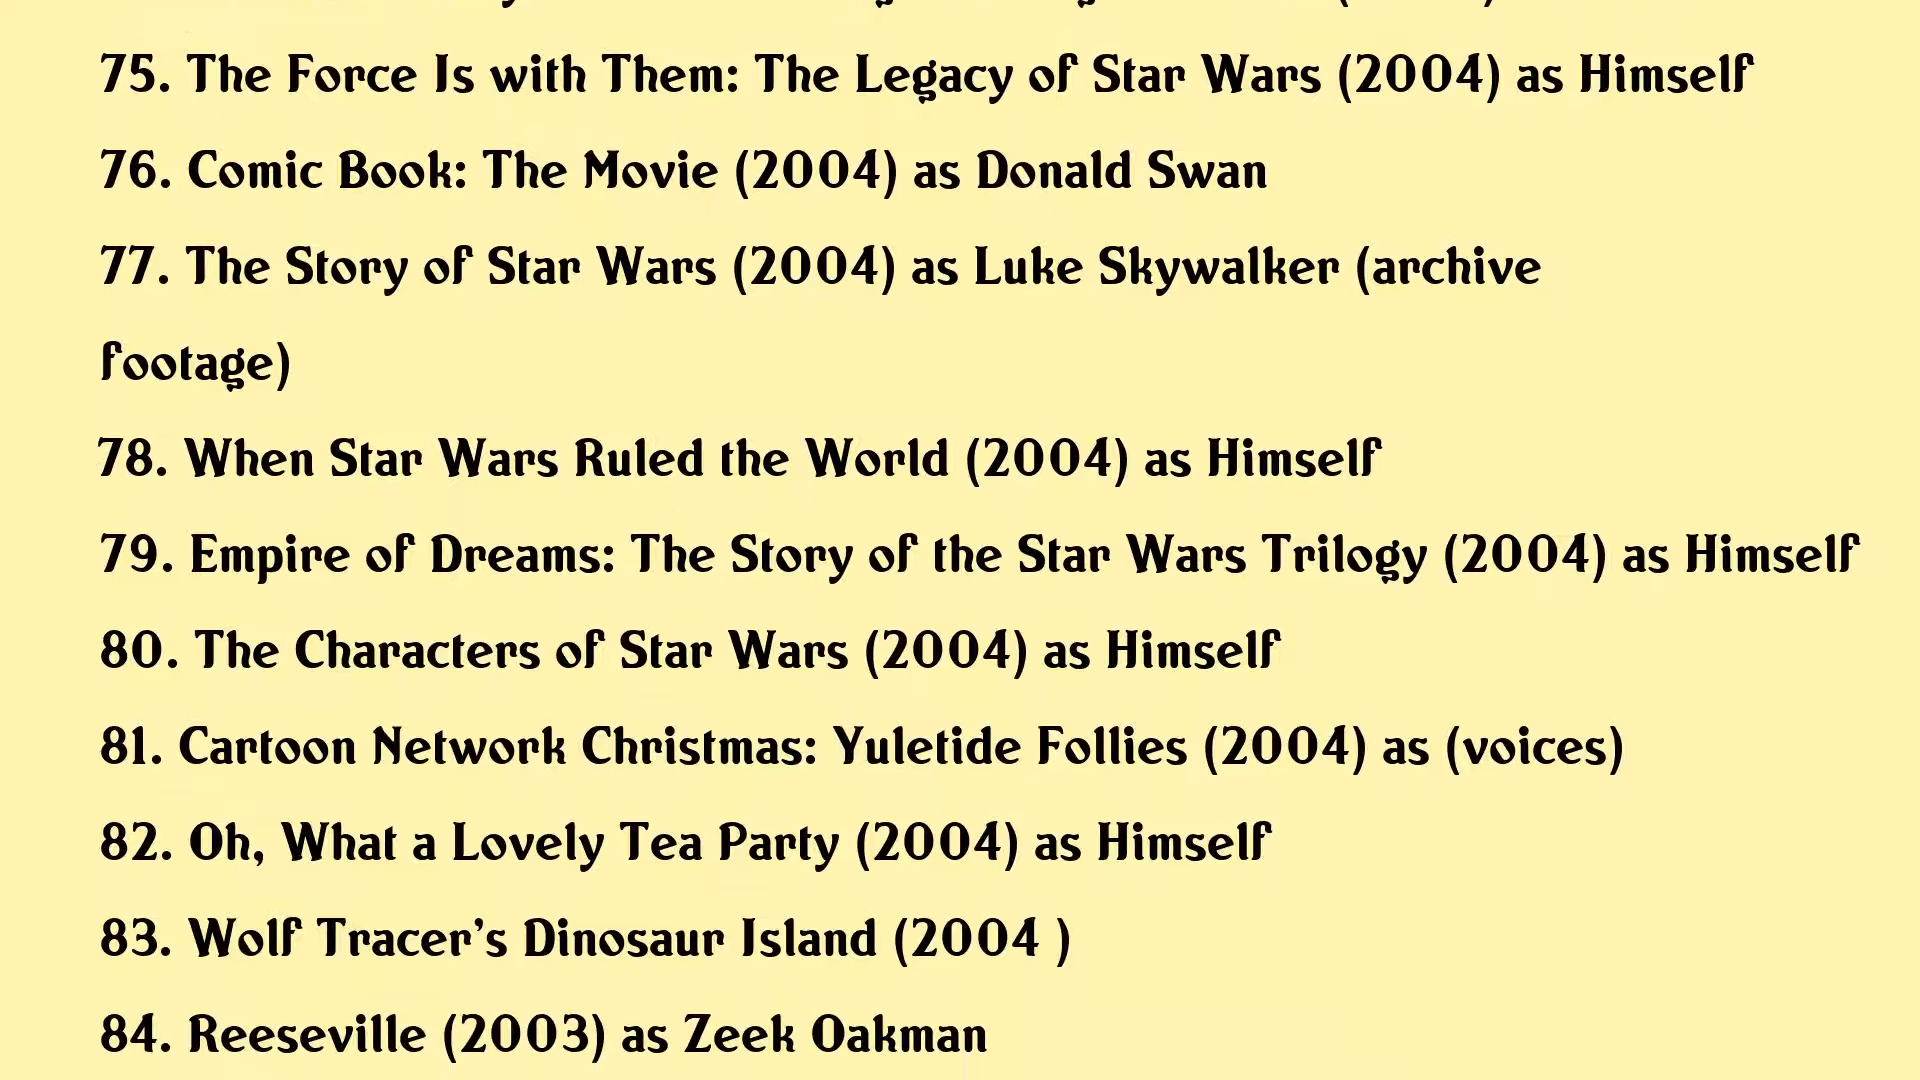 75. The Force Is with Them: The Legacy of Star Wars (2004) as Himself
76. Comic Book: The Movie (2004) as Donald Swan
77. The Story of Star Wars (2004) as Luke Skywalker (archive
footage)
78. When Star Wars Ruled the World (2004) as Himself
79. Empire of Dreams: The Story of the Star Wars Trilogy (2004) as Himself
80. The Characters of Star Wars (2004) as Himself
81. Cartoon Network Christmas: Yuletide Follies (2004) as (voices)
82. Oh, What a Lovely Tea Party (2004) as Himself
83. Wolf Tracer's Dinosaur Island (2004 )
84. Reeseville (2003) as Zeek Oakman